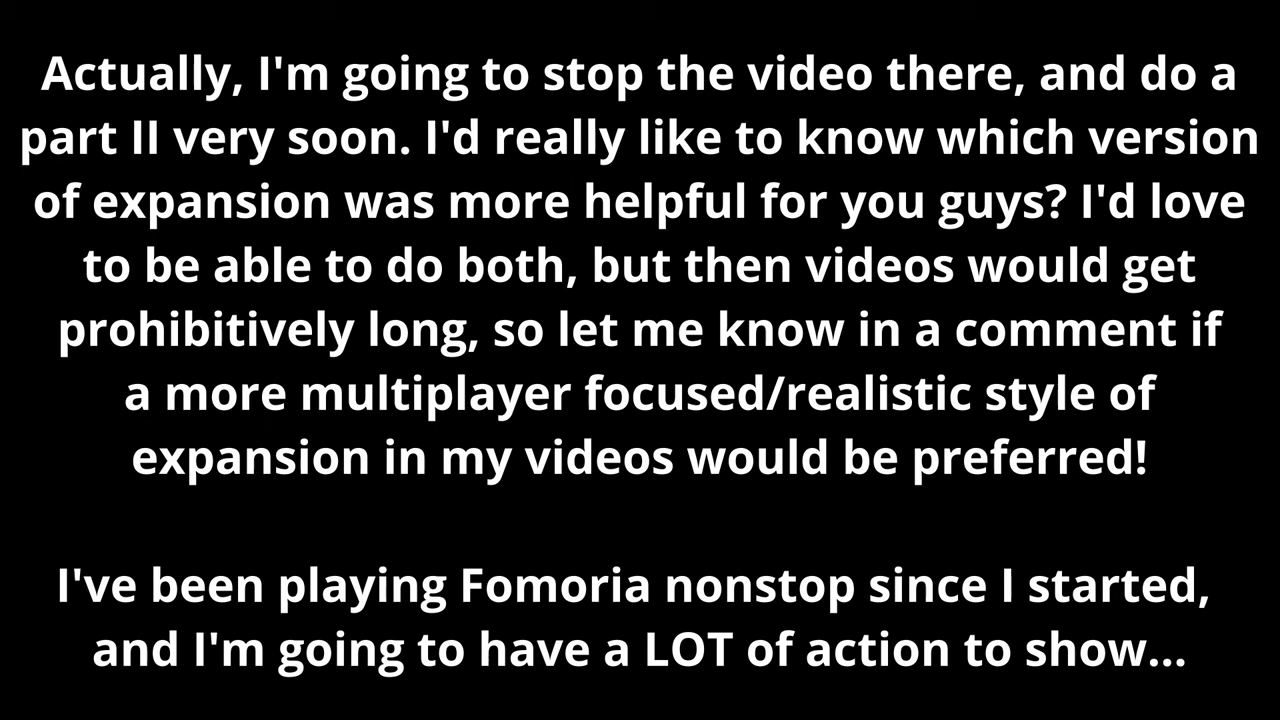 Actually, I'm going to stop the video there, and do a
part II very soon. I'd really like to know which version
of expansion was more helpful for you guys? I'd love
to be able to do both, but then videos would get
prohibitively long, so let me know in a comment if
a more multiplayer focused/realistic style of
expansion in my videos would be preferred!
I've been playing Fomoria nonstop since I started,
and I'm going to have a LOT of action to show...